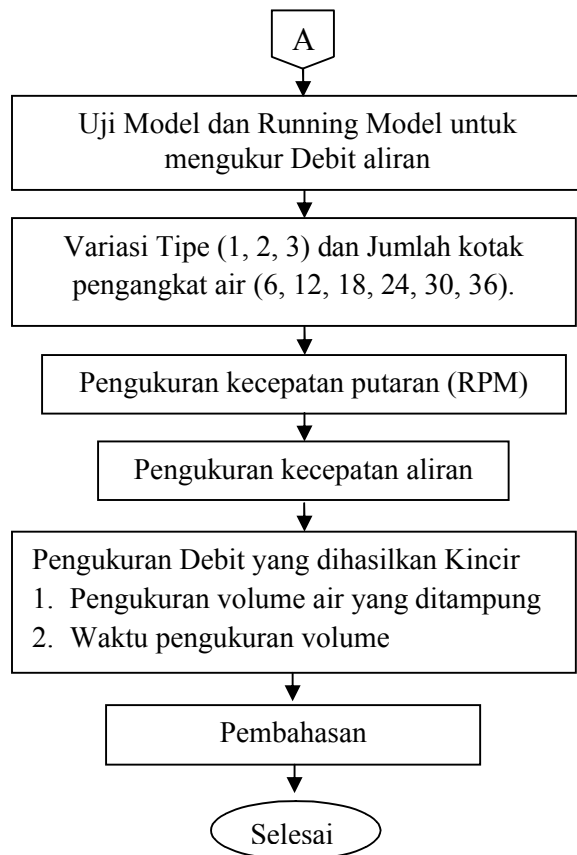 A
Uji Model dan Running Model untuk
mengukur Debit aliran
Variasi Tipe (1, 2, 3) dan Jumlah kotak
pengangkat air (6, 12, 18, 24, 30, 36).
Pengukuran kecepatan putaran (RPM)
Pengukuran kecepatan aliran
Pengukuran Debit yang dihasilkan Kincir
1. Pengukuran volume air yang ditampung
2. Waktu pengukuran volume
Pembahasan
Selesai